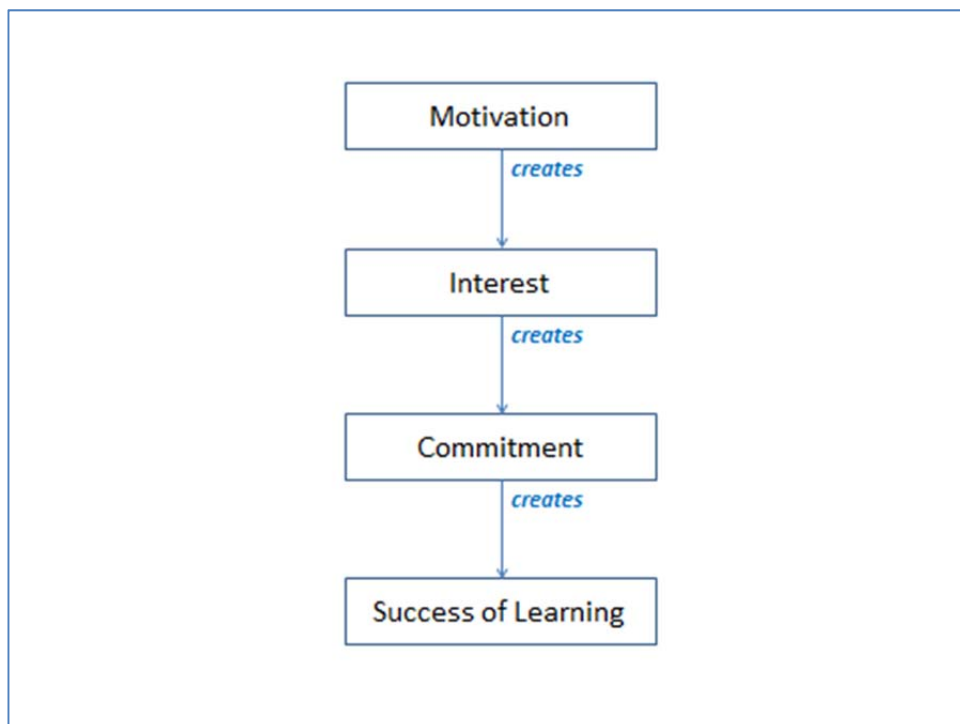 Motivation
creates
Interest
creates
Commitment
creates
Success of Learning